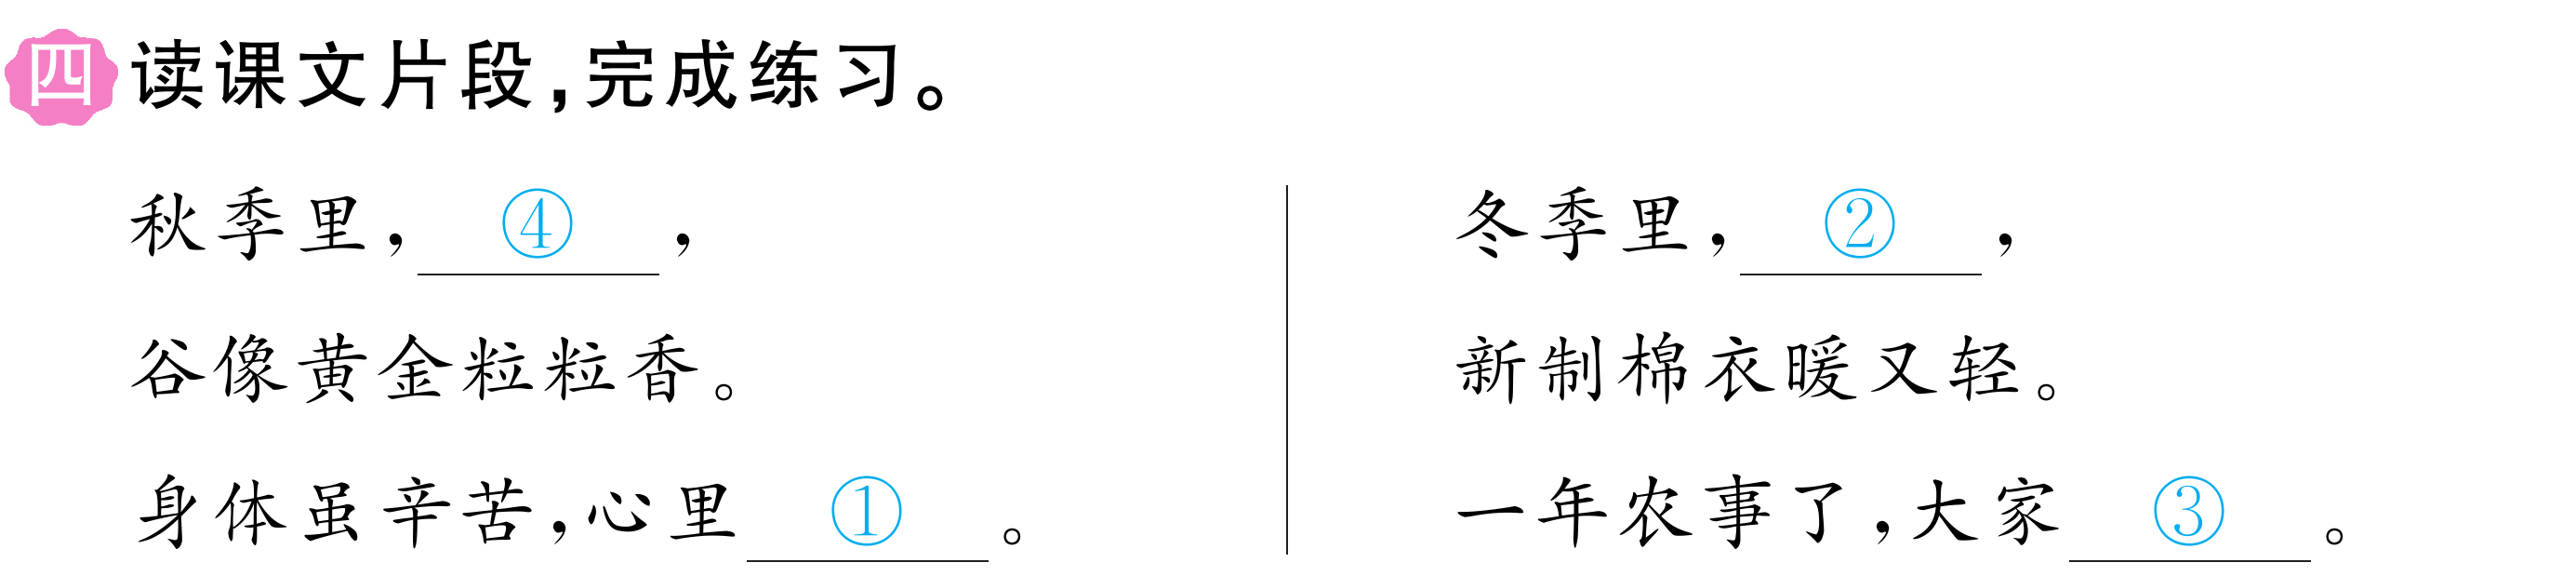 四 读课文片段,完成练习。
秋季里, ④ ,
谷像黄金粒粒香。
身体虽辛苦,心里 ① 。
冬季里, ② ,
新制棉衣暖又轻。
一年农事了,大家 ③ 。